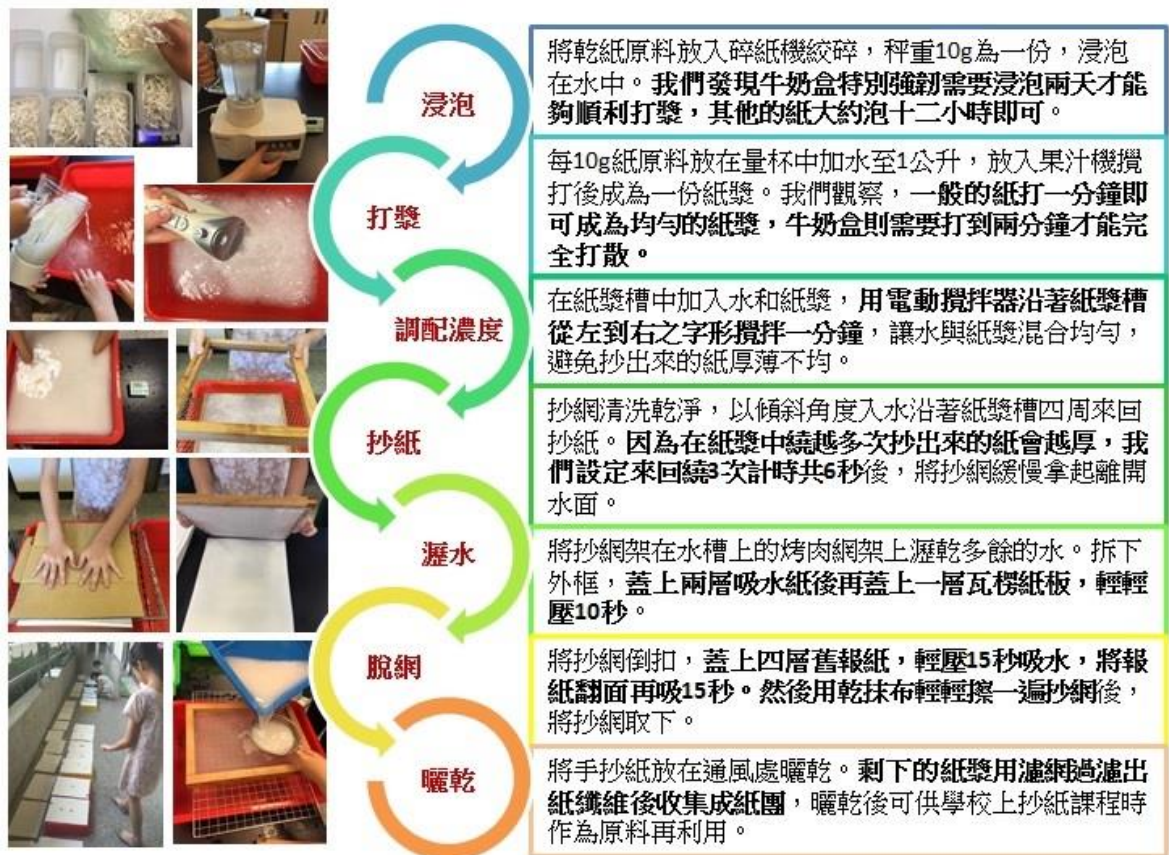 浸泡
將乾紙原料放入碎紙機絞碎，秤重10g為一份，浸泡
在水中。我們發現牛奶盒特別強韌需要浸泡兩天才能
夠順利打漿，其他的紙大約泡十二小時即可。
打漿
每10g紙原料放在量杯中加水至1公升，放入果汁機攪
打後成為一份紙漿。我們觀察，一般的紙打一分鐘即
可成為均勻的紙漿，牛奶盒則需要打到兩分鐘才能完
全打散。
調配濃度
在紙漿槽中加入水和紙漿，用電動攪拌器沿著紙漿槽
從左到右之字形攪拌一分鐘，讓水與紙漿混合均勻，
避免抄出來的紙厚薄不均。
抄紙
抄網清洗乾淨，以傾斜角度入水沿著紙漿槽四周來回
抄紙。因為在紙漿中繞越多次抄出來的紙會越厚，我
們設定來回繞3次計時共6秒後，將抄網緩慢拿起離開
水面。
瀝水
將抄網架在水槽上的烤肉網架上瀝乾多餘的水。拆下
外框，蓋上兩層吸水紙後再蓋上一層瓦楞紙板，輕輕
壓10秒。
脫網
將抄網倒扣，蓋上四層舊報紙，輕壓15秒吸水，將報
紙翻面再吸15秒。然後用乾抹布輕輕擦一遍抄網後，
將抄網取下。
曬乾
將手抄紙放在通風處曬乾。剩下的紙漿用濾網過濾出
紙纖維後收集成紙團，曬乾後可供學校上抄紙課程時
作為原料再利用。